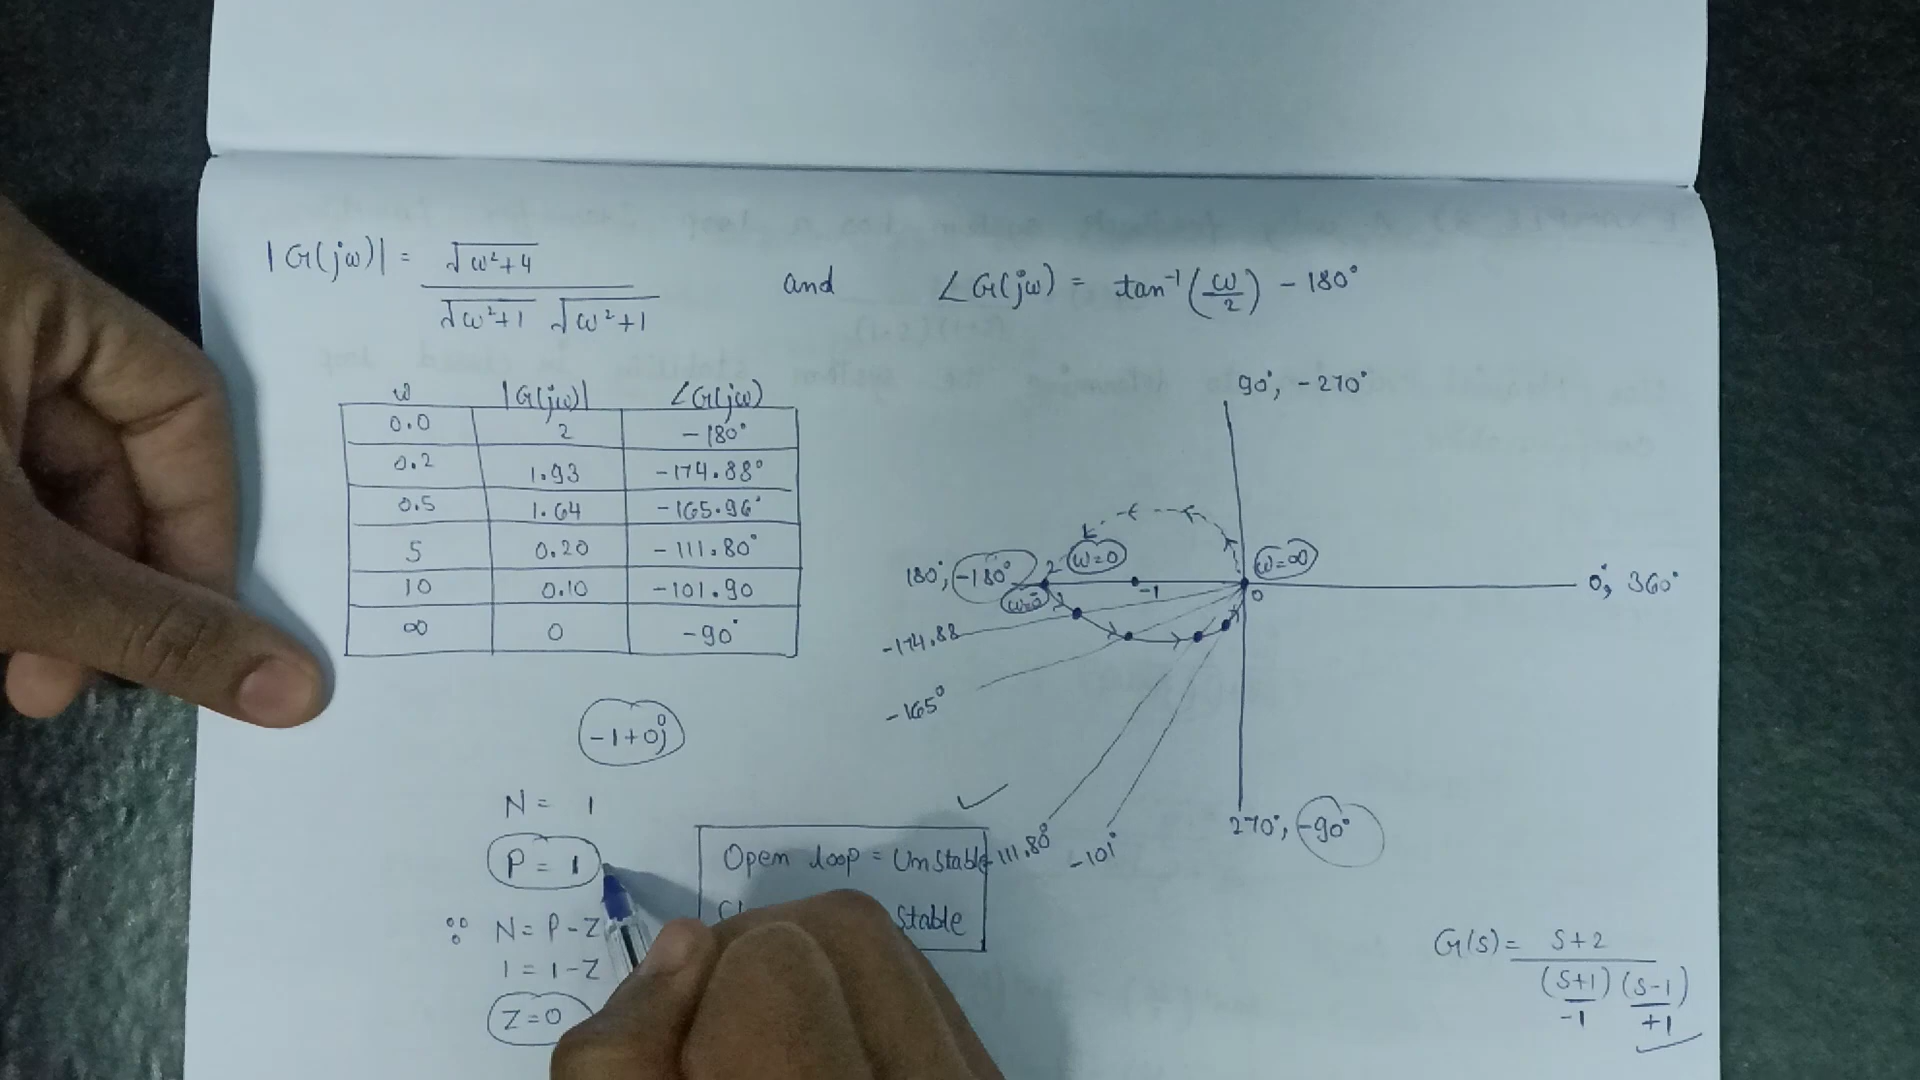 |G(jω)| = √ω²+4 / √ω²+1 √ω²+1 and ∠G(jω) = tan⁻¹(ω/2) - 180°
ω |G(jω)| ∠G(jω)
0.0 2 -180°
0.2 1.93 -174.88°
0.5 1.64 -165.96°
5 0.20 -111.80°
10 0.10 -101.90
∞ 0 -90°
90°, -270°
180°, -180° 2 ω=0 ω=∞
ω=0 -1 0 0°, 360°
-174.88
-165°
-111.80° -101°
270°, -90°
-1+0j
N = 1
P = 1
∴ N = P-Z
1 = 1-Z
Z=0
Open loop = Unstable
Stable
G(s) = s+2 / (s+1) (s-1)
-1 +1